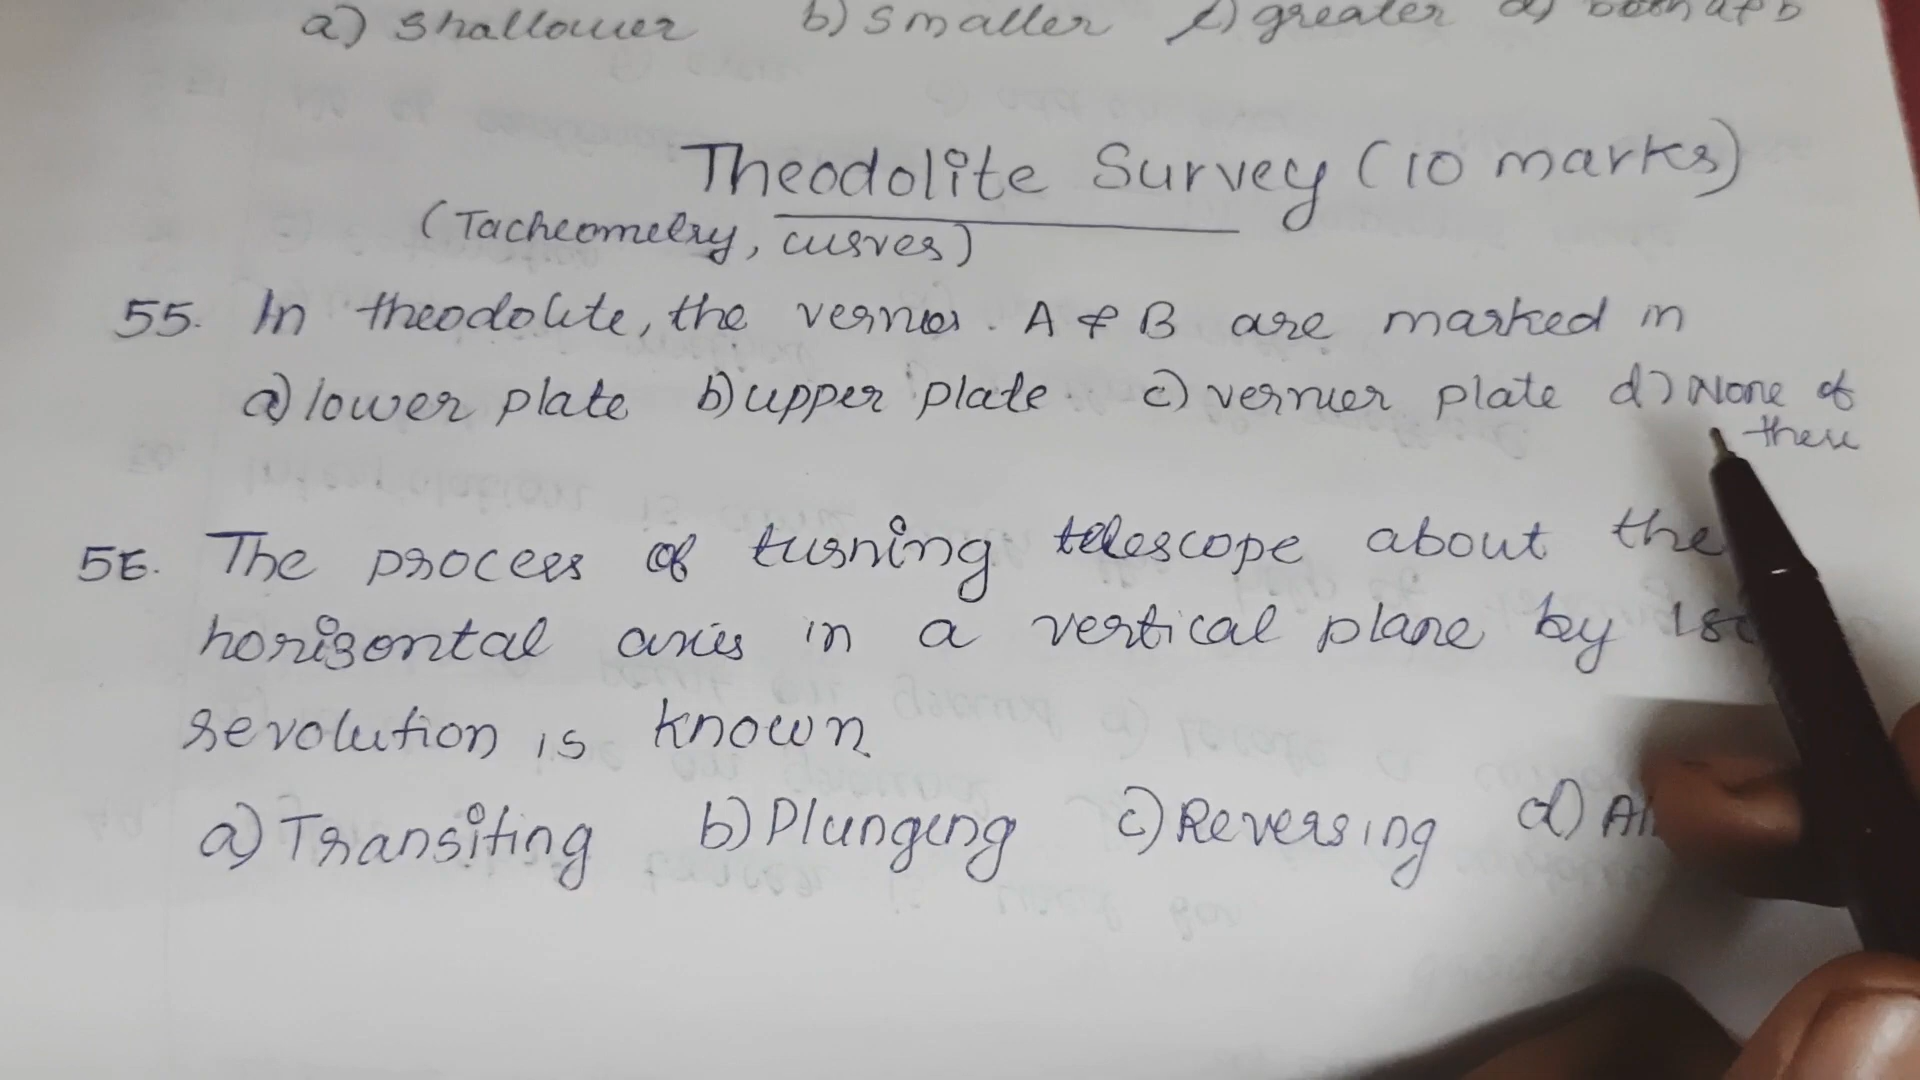 a) shallower b) smaller c) greater d) both a & b
Theodolite Survey (10 marks)
(Tacheometry, curves)
55. In theodolite, the vernier. A & B are marked in
a) lower plate b) upper plate. c) vernier plate d) None of
these
56. The process of turning telescope about the
horizontal axis in a vertical plane by
revolution is known
a) Transiting b) Plunging c) Reversing d)